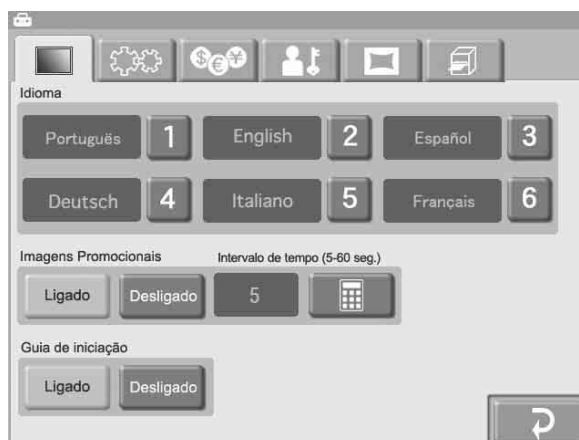 $ € ¥
Idioma
Português 1 English 2 Español 3
Deutsch 4 Italiano 5 Français 6
Imagens Promocionais Intervalo de tempo (5-60 seg.)
Ligado Desligado 5
Guia de iniciação
Ligado Desligado